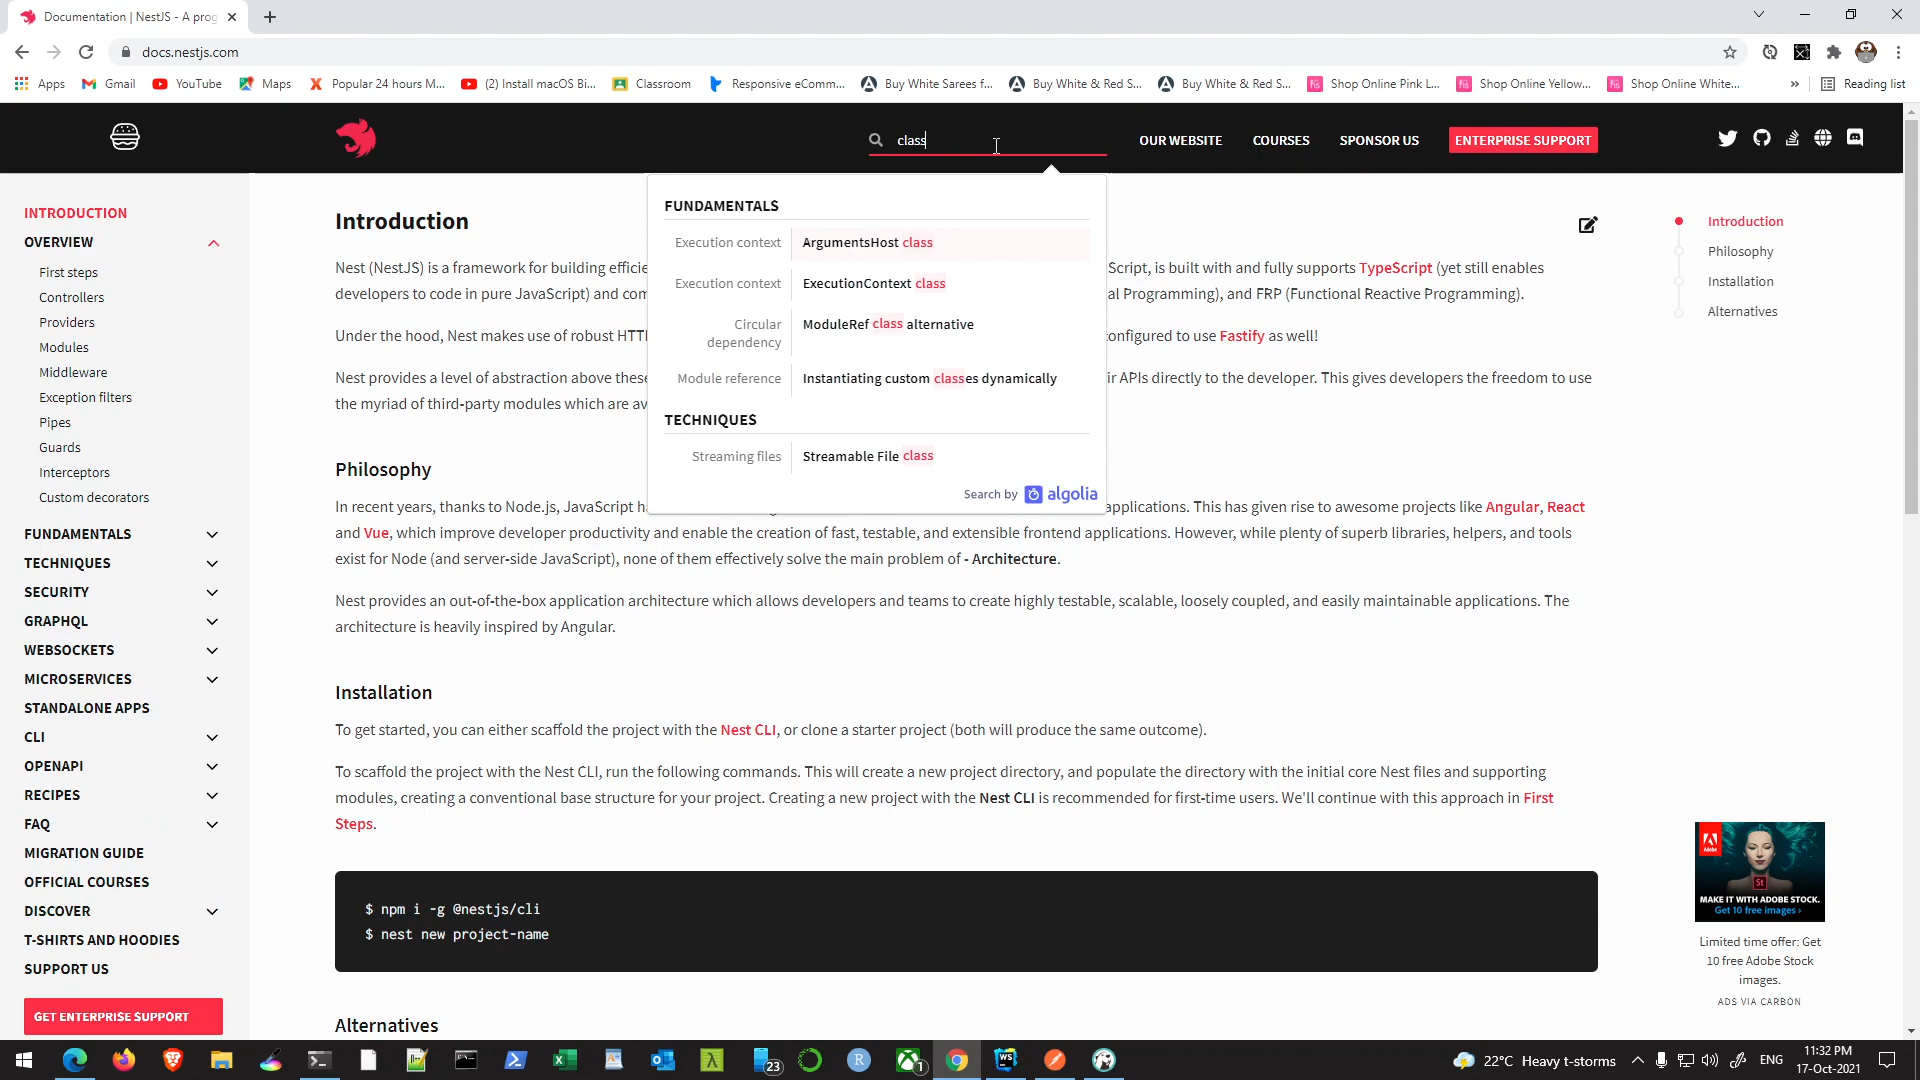 Documentation | NestJS - A prog
docs.nestjs.com
Apps
Gmail
YouTube
Maps
Popular 24 hours M...
(2) Install macOS Bi...
Classroom
Responsive eComm...
Buy White Sarees f...
Buy White & Red S...
Buy White & Red S...
Shop Online Pink L...
Shop Online Yellow...
Shop Online White...
»
Reading list
class
OUR WEBSITE
COURSES
SPONSOR US
ENTERPRISE SUPPORT
INTRODUCTION
OVERVIEW
First steps
Controllers
Providers
Modules
Middleware
Exception filters
Pipes
Guards
Interceptors
Custom decorators
FUNDAMENTALS
TECHNIQUES
SECURITY
GRAPHQL
WEBSOCKETS
MICROSERVICES
STANDALONE APPS
CLI
OPENAPI
RECIPES
FAQ
MIGRATION GUIDE
OFFICIAL COURSES
DISCOVER
T-SHIRTS AND HOODIES
SUPPORT US
GET ENTERPRISE SUPPORT
FUNDAMENTALS
Execution context
ArgumentsHost class
Execution context
ExecutionContext class
Circular
dependency
ModuleRef class alternative
Module reference
Instantiating custom classes dynamically
TECHNIQUES
Streaming files
Streamable File class
Search by algolia
Introduction
Nest (NestJS) is a framework for building efficie Script, is built with and fully supports TypeScript (yet still enables
developers to code in pure JavaScript) and com al Programming), and FRP (Functional Reactive Programming).
Under the hood, Nest makes use of robust HTT onfigured to use Fastify as well!
Nest provides a level of abstraction above these ir APIs directly to the developer. This gives developers the freedom to use
the myriad of third-party modules which are av
Philosophy
In recent years, thanks to Node.js, JavaScript h applications. This has given rise to awesome projects like Angular, React
and Vue, which improve developer productivity and enable the creation of fast, testable, and extensible frontend applications. However, while plenty of superb libraries, helpers, and tools
exist for Node (and server-side JavaScript), none of them effectively solve the main problem of - Architecture.
Nest provides an out-of-the-box application architecture which allows developers and teams to create highly testable, scalable, loosely coupled, and easily maintainable applications. The
architecture is heavily inspired by Angular.
Installation
To get started, you can either scaffold the project with the Nest CLI, or clone a starter project (both will produce the same outcome).
To scaffold the project with the Nest CLI, run the following commands. This will create a new project directory, and populate the directory with the initial core Nest files and supporting
modules, creating a conventional base structure for your project. Creating a new project with the Nest CLI is recommended for first-time users. We'll continue with this approach in First
Steps.
$ npm i -g @nestjs/cli
$ nest new project-name
Alternatives
Introduction
Philosophy
Installation
Alternatives
Adobe
St
MAKE IT WITH ADOBE STOCK.
Get 10 free images ›
Limited time offer: Get
10 free Adobe Stock
images.
ADS VIA CARBON
23
R
1
WS
22°C Heavy t-storms
ENG
11:32 PM
17-Oct-2021